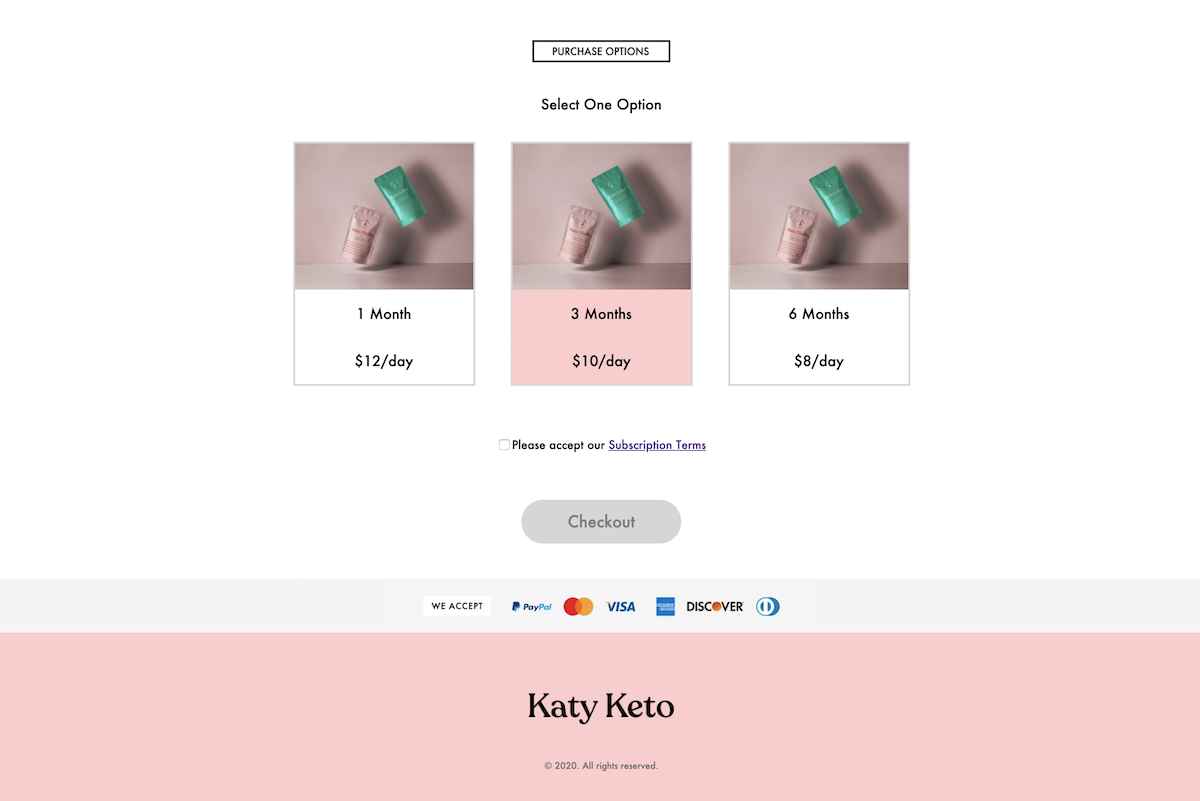 PURCHASE OPTIONS
Select One Option
1 Month
$12/day
3 Months
$10/day
6 Months
$8/day
Please accept our Subscription Terms
Checkout
WE ACCEPT
PayPal
VISA
DISCOVER
Katy Keto
© 2020. All rights reserved.